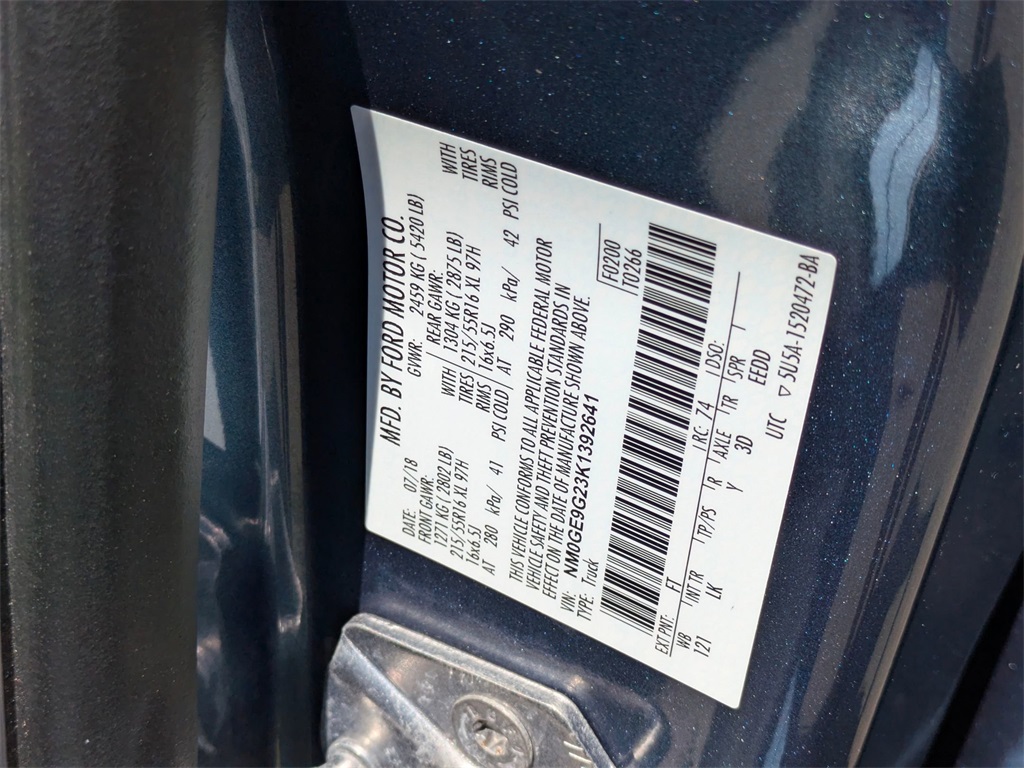 MFD. BY FORD MOTOR CO.
DATE: 07/18 GVWR: 2459 KG ( 5420 LB)
FRONT GAWR: REAR GAWR:
1271 KG ( 2802 LB) WITH 1304 KG ( 2875 LB) WITH
215/55R16 XL 97H TIRES 215/55R16 XL 97H TIRES
16x6.5J RIMS 16x6.5J RIMS
AT 280 kPa/ 41 PSI COLD AT 290 kPa/ 42 PSI COLD
THIS VEHICLE CONFORMS TO ALL APPLICABLE FEDERAL MOTOR
VEHICLE SAFETY AND THEFT PREVENTION STANDARDS IN
EFFECT ON THE DATE OF MANUFACTURE SHOWN ABOVE.
VIN: NM0GE9G23K1392641 F0200
TYPE: Truck T0266
EXT PNT: FT RC: 74 DSO:
WB INT TR TP/PS R AXLE TR SPR
121 LK Y 3D EEDD
UTC ▽ 5U5A-1520472-BA